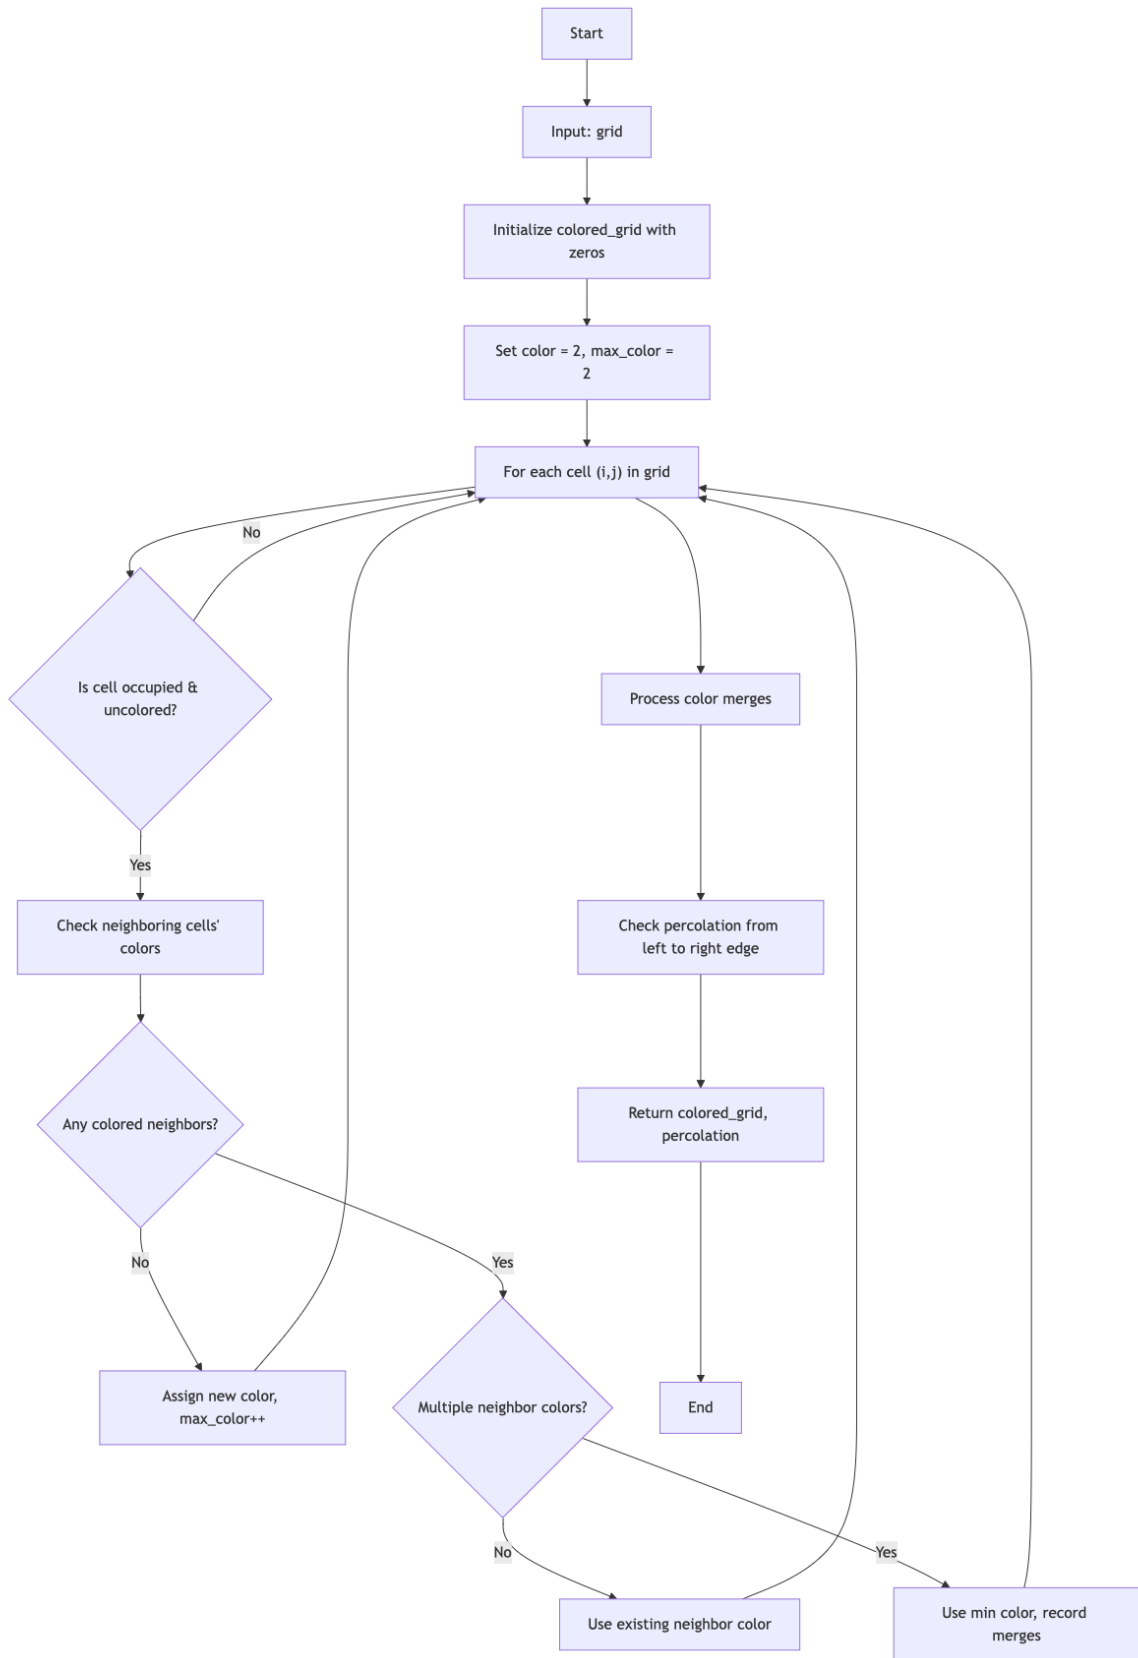 Start
Input: grid
Initialize colored_grid with
zeros
Set color = 2, max_color =
2
For each cell (i,j) in grid
No
Is cell occupied &
uncolored?
Process color merges
Yes
Check neighboring cells'
colors
Check percolation from
left to right edge
Any colored neighbors?
Return colored_grid,
percolation
No
Yes
Assign new color,
max_color++
Multiple neighbor colors?
End
No
Yes
Use existing neighbor color
Use min color, record
merges